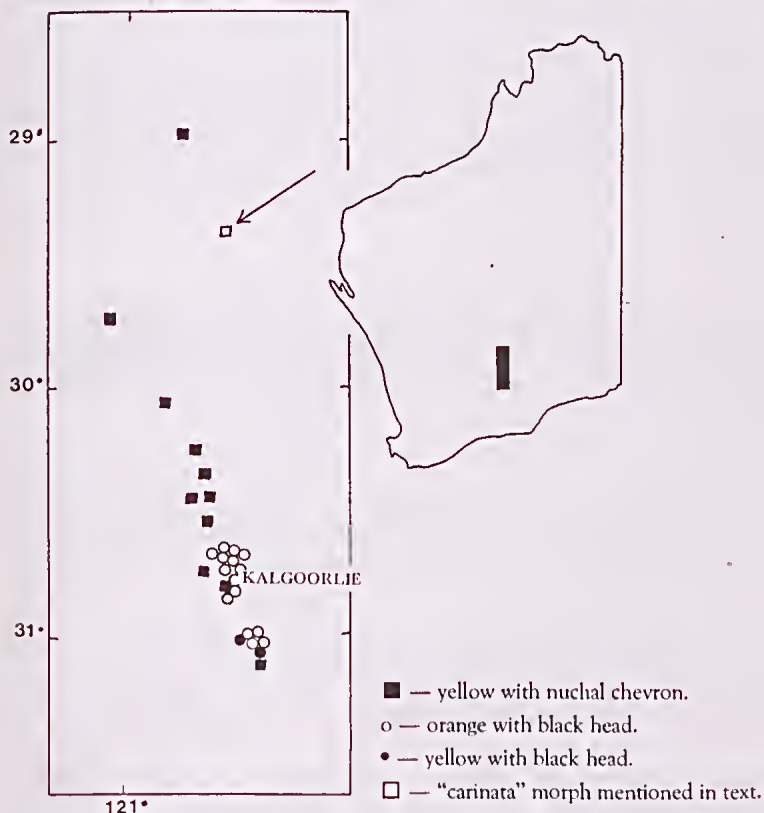 29°
30°
KALGOORLIE
31°
121°
■ — yellow with nuchal chevron.
o — orange with black head.
• — yellow with black head.
□ — "carinata" morph mentioned in text.